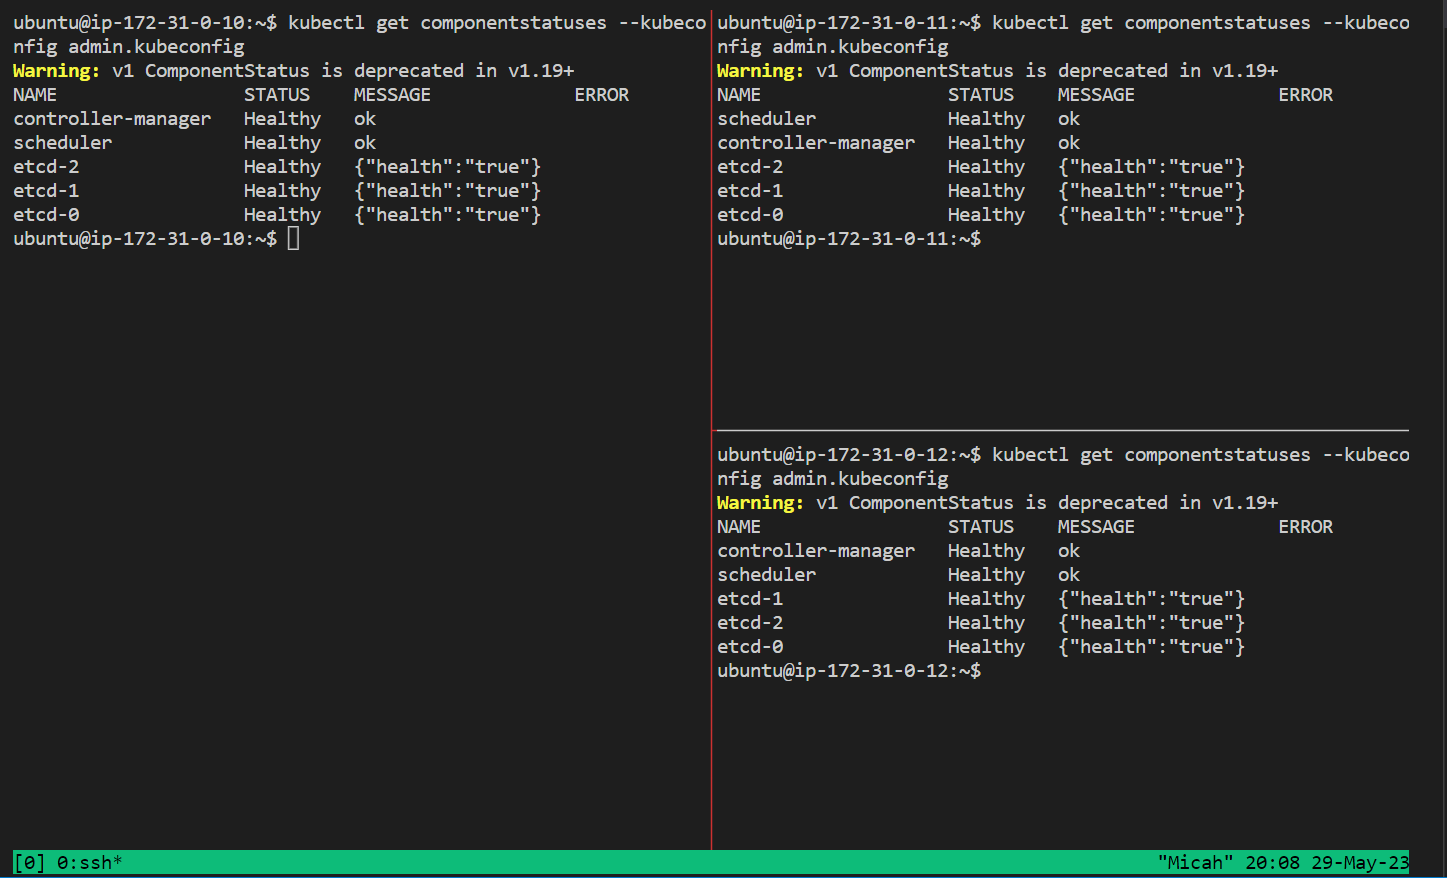 ubuntu@ip-172-31-0-10:~$ kubectl get componentstatuses --kubeco
nfig admin.kubeconfig
Warning: v1 ComponentStatus is deprecated in v1.19+
NAME                 STATUS    MESSAGE             ERROR
controller-manager   Healthy   ok
scheduler            Healthy   ok
etcd-2               Healthy   {"health":"true"}
etcd-1               Healthy   {"health":"true"}
etcd-0               Healthy   {"health":"true"}
ubuntu@ip-172-31-0-10:~$
ubuntu@ip-172-31-0-11:~$ kubectl get componentstatuses --kubeco
nfig admin.kubeconfig
Warning: v1 ComponentStatus is deprecated in v1.19+
NAME                 STATUS    MESSAGE             ERROR
scheduler            Healthy   ok
controller-manager   Healthy   ok
etcd-2               Healthy   {"health":"true"}
etcd-1               Healthy   {"health":"true"}
etcd-0               Healthy   {"health":"true"}
ubuntu@ip-172-31-0-11:~$
ubuntu@ip-172-31-0-12:~$ kubectl get componentstatuses --kubeco
nfig admin.kubeconfig
Warning: v1 ComponentStatus is deprecated in v1.19+
NAME                 STATUS    MESSAGE             ERROR
controller-manager   Healthy   ok
scheduler            Healthy   ok
etcd-1               Healthy   {"health":"true"}
etcd-2               Healthy   {"health":"true"}
etcd-0               Healthy   {"health":"true"}
ubuntu@ip-172-31-0-12:~$
[0] 0:ssh* "Micah" 20:08 29-May-23